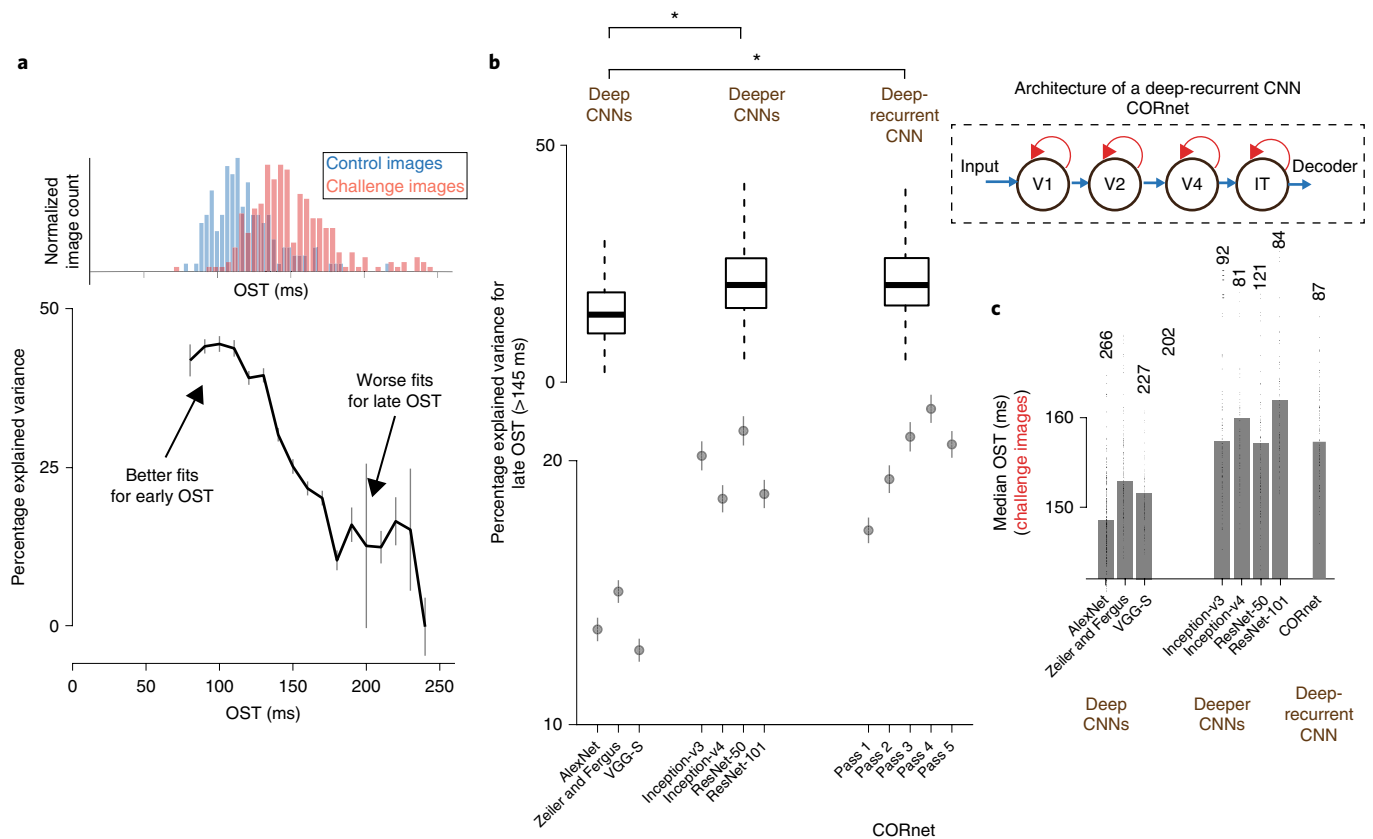 a
Control images
Challenge images
Normalized
image count
OST (ms)
50
25
0
Percentage explained variance
Better fits
for early OST
Worse fits
for late OST
0
50
100
150
200
250
OST (ms)
b
*
*
Deep
CNNs
Deeper
CNNs
Deep-
recurrent
CNN
50
0
20
10
Percentage explained variance for
late OST (>145 ms)
AlexNet
Zeiler and Fergus
VGG-S
Inception-v3
Inception-v4
ResNet-50
ResNet-101
Pass 1
Pass 2
Pass 3
Pass 4
Pass 5
CORnet
Architecture of a deep-recurrent CNN
CORnet
Input
V1
V2
V4
IT
Decoder
c
Median OST (ms)
(challenge images)
160
150
266
227
202
92
81
121
84
87
AlexNet
Zeiler and Fergus
VGG-S
Inception-v3
Inception-v4
ResNet-50
ResNet-101
CORnet
Deep
CNNs
Deeper
CNNs
Deep-
recurrent
CNN